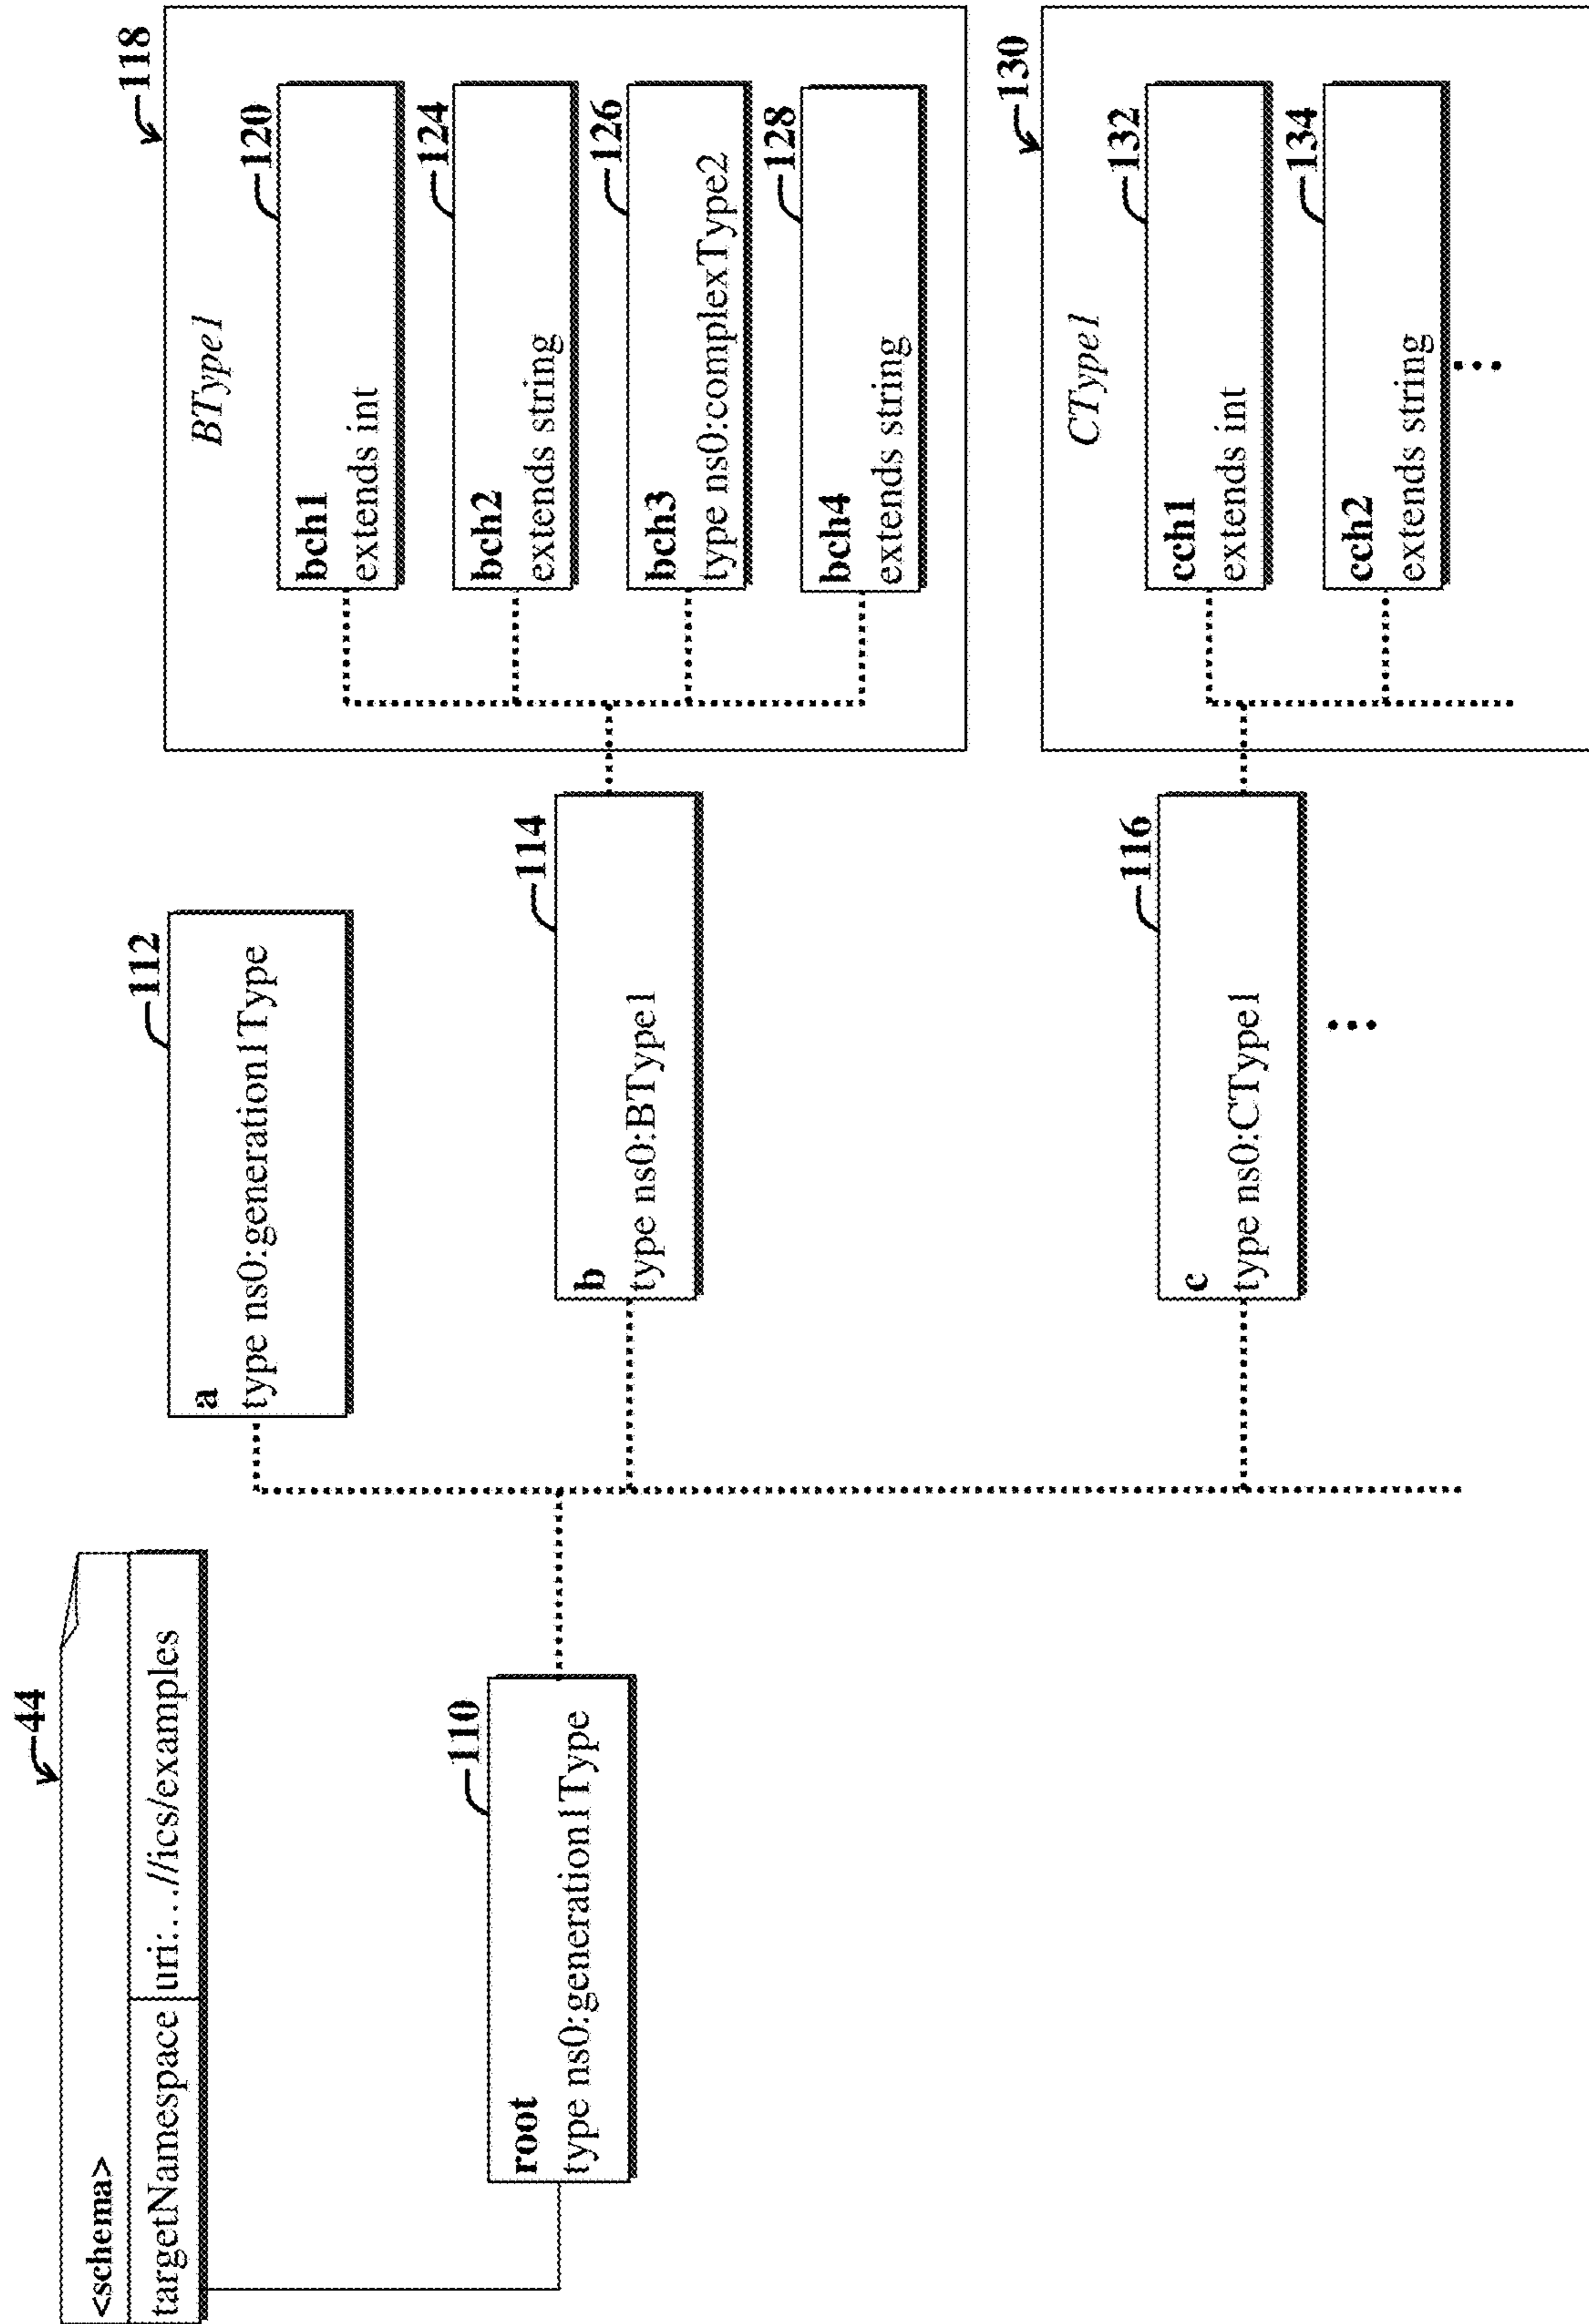 44
<schema>
targetNamespace uri:…//ics/examples
110
root
type ns0:generation1Type
112
a
type ns0:generation1Type
114
b
type ns0:BType1
116
c
type ns0:CType1
118
BType1
120
bch1
extends int
124
bch2
extends string
126
bch3
type ns0:complexType2
128
bch4
extends string
130
CType1
132
cch1
extends int
134
cch2
extends string